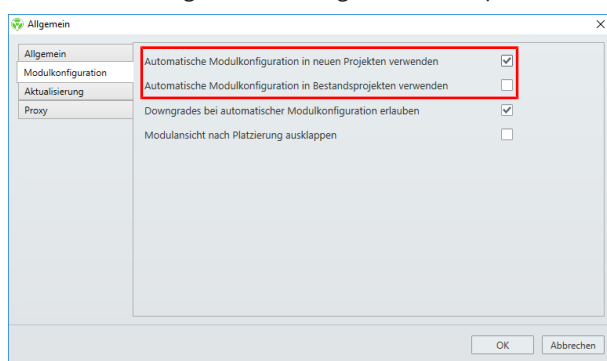 Allgemein
Allgemein
Modulkonfiguration
Aktualisierung
Proxy
Automatische Modulkonfiguration in neuen Projekten verwenden
Automatische Modulkonfiguration in Bestandsprojekten verwenden
Downgrades bei automatischer Modulkonfiguration erlauben
Modulansicht nach Platzierung ausklappen
OK
Abbrechen